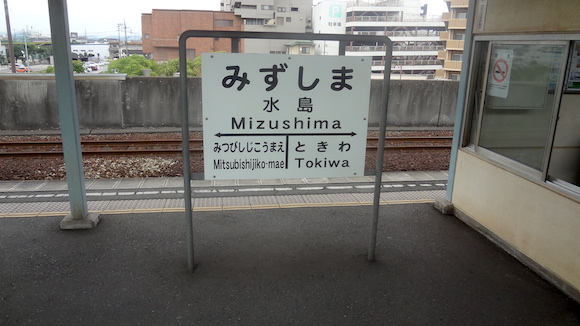 みずしま
水島
Mizushima
みつびしじこうまえ ときわ
Mitsubishijiko-mae Tokiwa